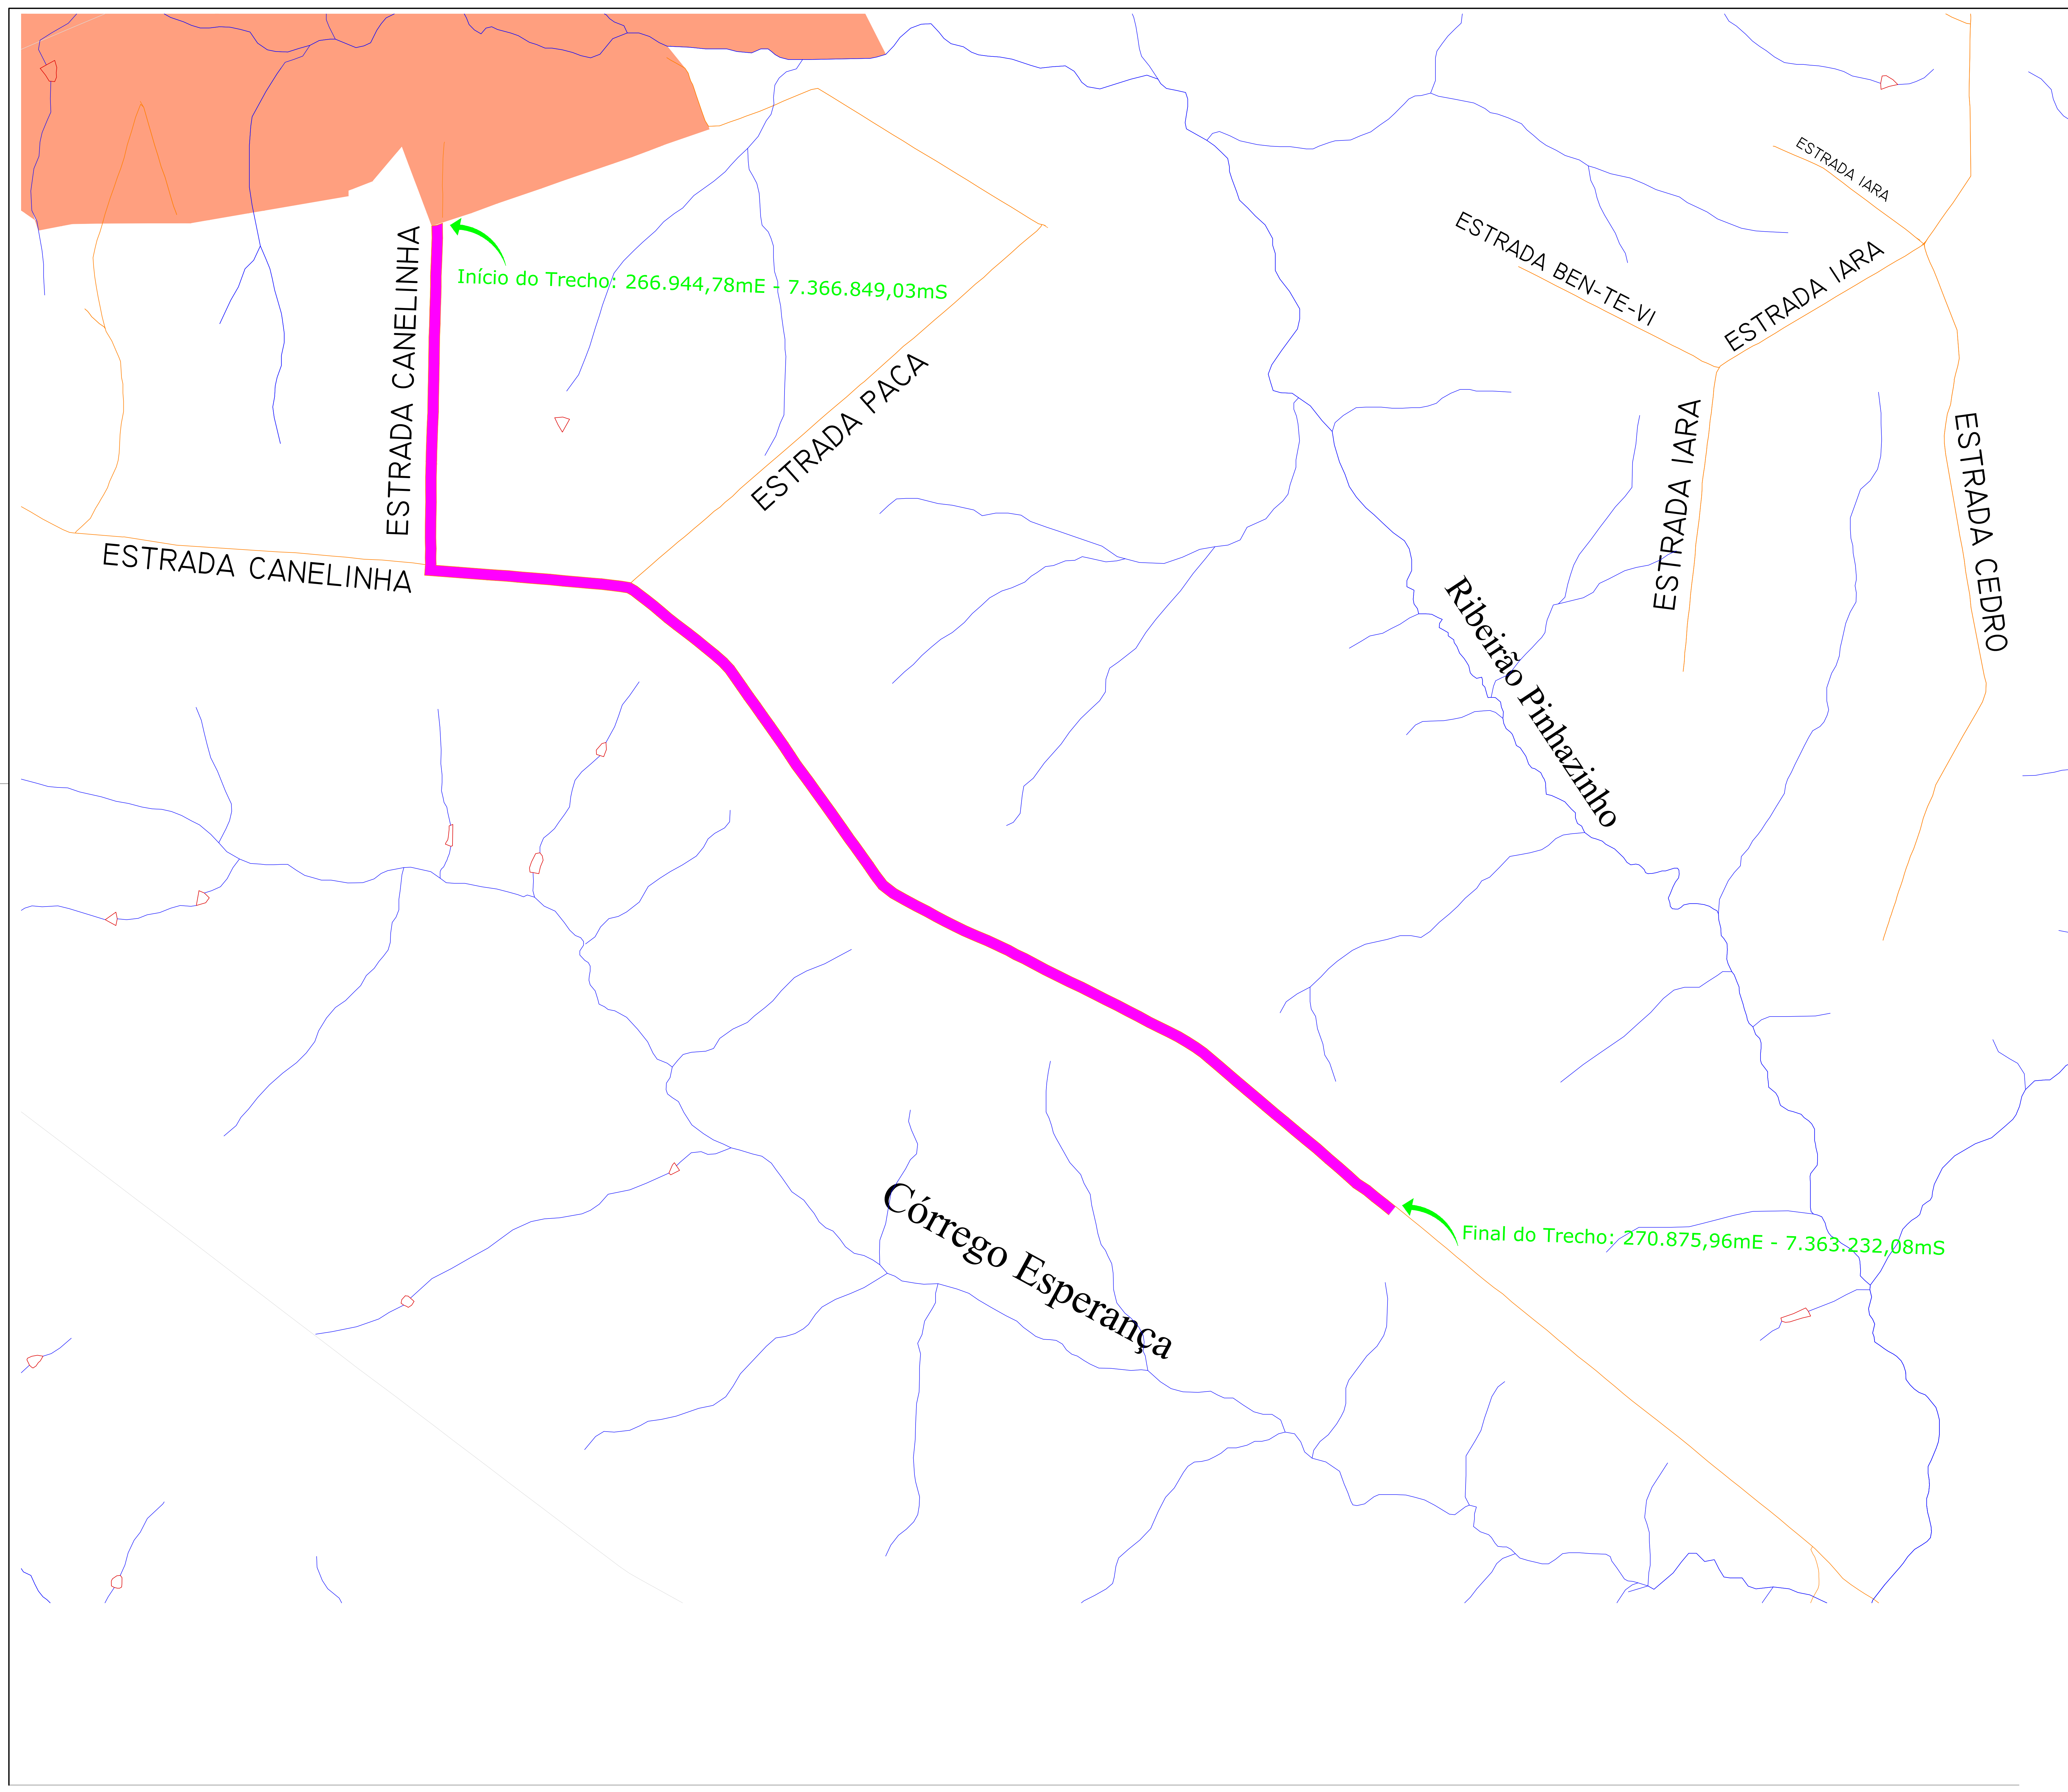 ESTRADA IARA
ESTRADA BEN-TE-VI
ESTRADA IARA
ESTRADA CANELINHA
Início do Trecho: 266.944,78mE - 7.366.849,03mS
ESTRADA PACA
ESTRADA IARA
ESTRADA CEDRO
ESTRADA CANELINHA
Ribeirão Pinhazinho
Córrego Esperança
Final do Trecho: 270.875,96mE - 7.363.232,08mS